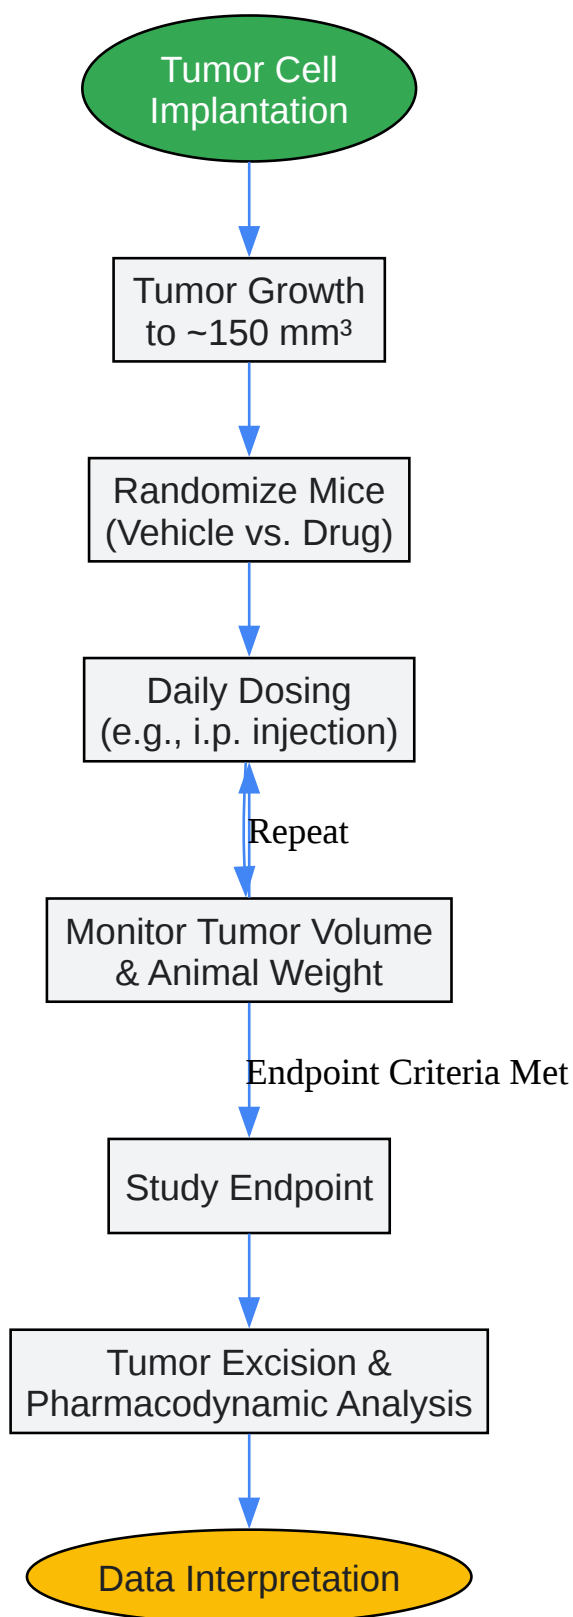 Tumor Cell
Implantation
Tumor Growth
to ~150 mm³
Randomize Mice
(Vehicle vs. Drug)
Daily Dosing
(e.g., i.p. injection)
Repeat
Monitor Tumor Volume
& Animal Weight
Endpoint Criteria Met
Study Endpoint
Tumor Excision &
Pharmacodynamic Analysis
Data Interpretation